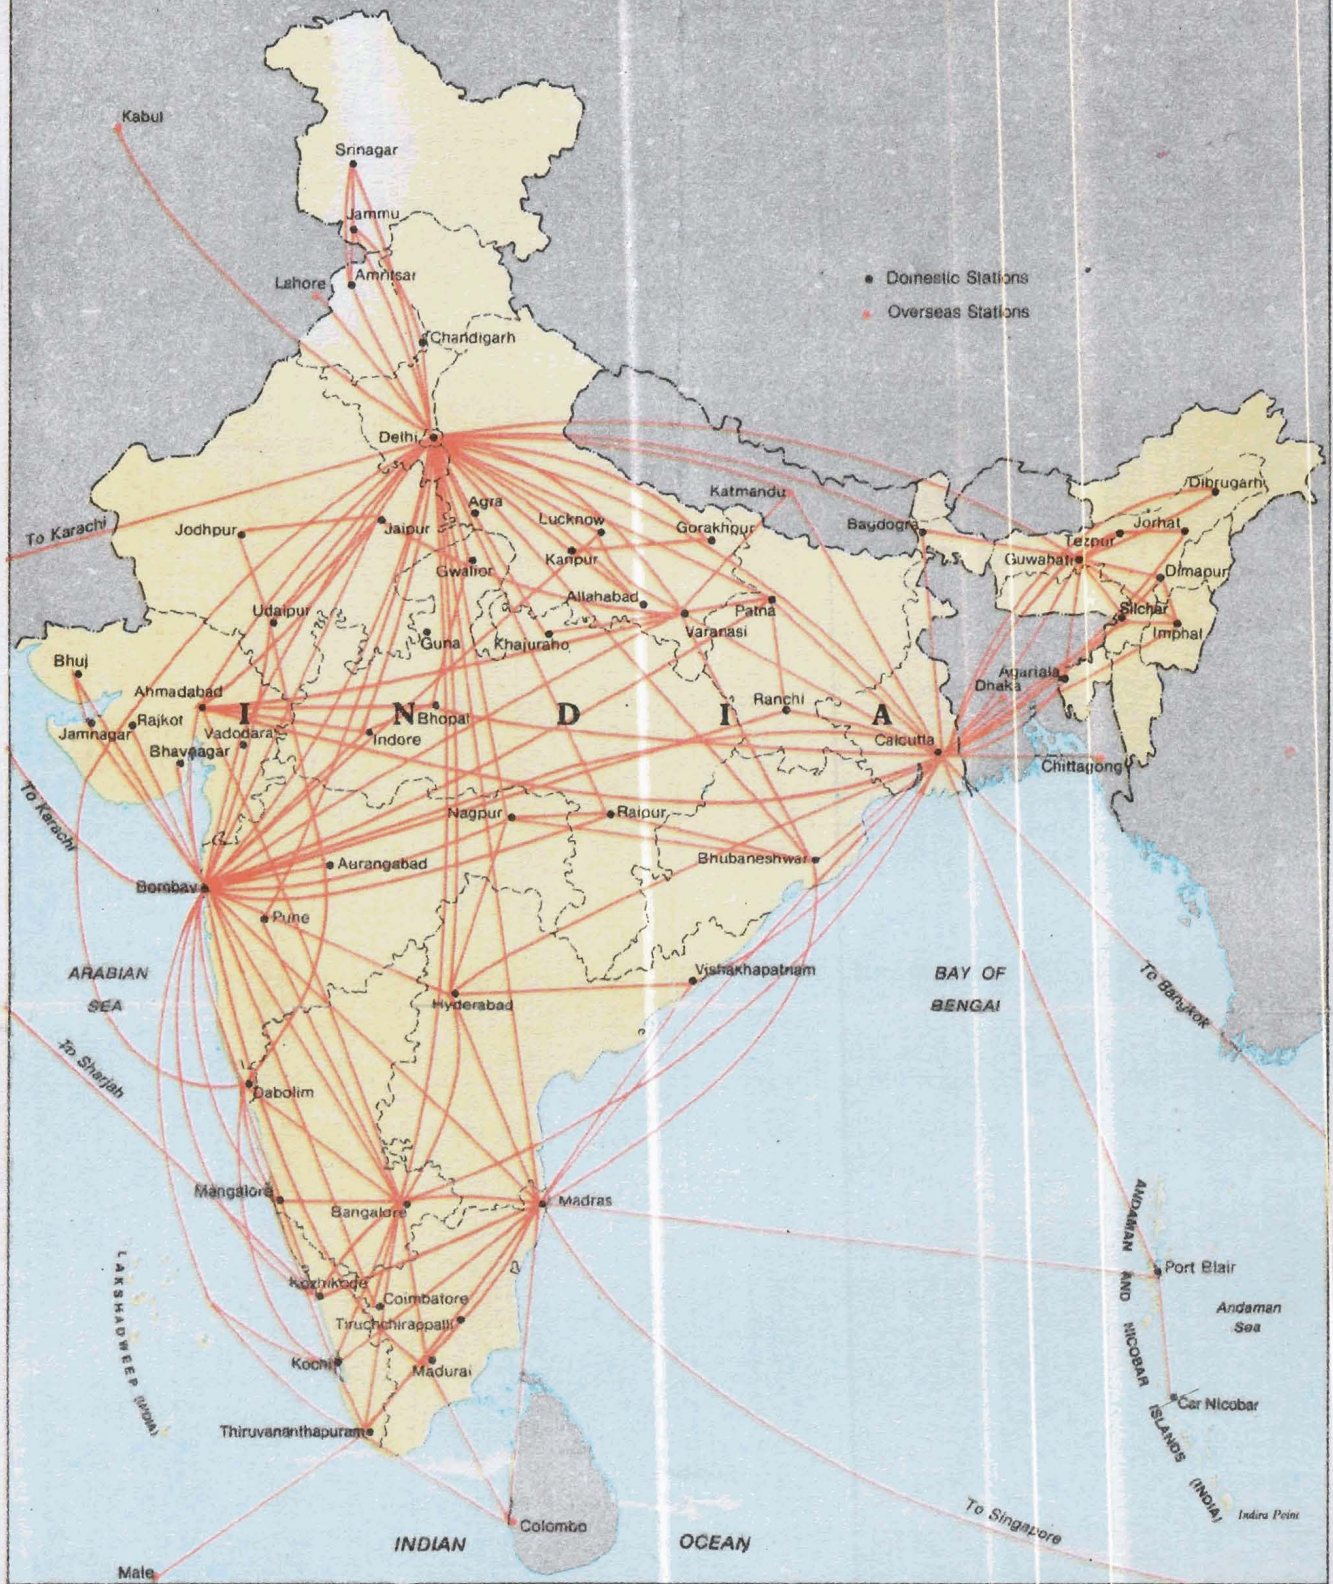 Kabul
Srinagar
Jammu
Amritsar
Lahore
Domestic Stations
Overseas Stations
Chandigarh
Delhi
Agra
Katmandu
Dibrugarh
To Karachi
Jodhpur
Jaipur
Lucknow
Gorakhpur
Baydogra
Jorhat
Tezpur
Kanpur
Guwahati
Gwalior
Dimapur
Allahabad
Udaipur
Patna
Silchar
Varanasi
Imphal
Guna
Khajuraho
Bhuj
Agartala
Dhaka
Ahmadabad
Ranchi
I N D I A
Rajkot
Bhopal
Jamnagar
Vadodara
Indore
Calcutta
Bhavnagar
Chittagong
To Karachi
Nagpur
Raipur
Aurangabad
Bhubaneshwar
Bombay
Pune
ARABIAN
SEA
Vishakhapatnam
BAY OF
BENGAl
To Bangkok
Hyderabad
To Sharjah
Dabolim
Mangalore
Bangalore
Madras
LAKSHADWEEP (INDIA)
ANDAMAN AND NICOBAR ISLANDS (INDIA)
Port Blair
Kozhikode
Coimbatore
Andaman
Sea
Tiruchchirappalli
Kochi
Madurai
Car Nicobar
Thiruvananthapuram
To Singapore
Indira Point
Colombo
INDIAN OCEAN
Male